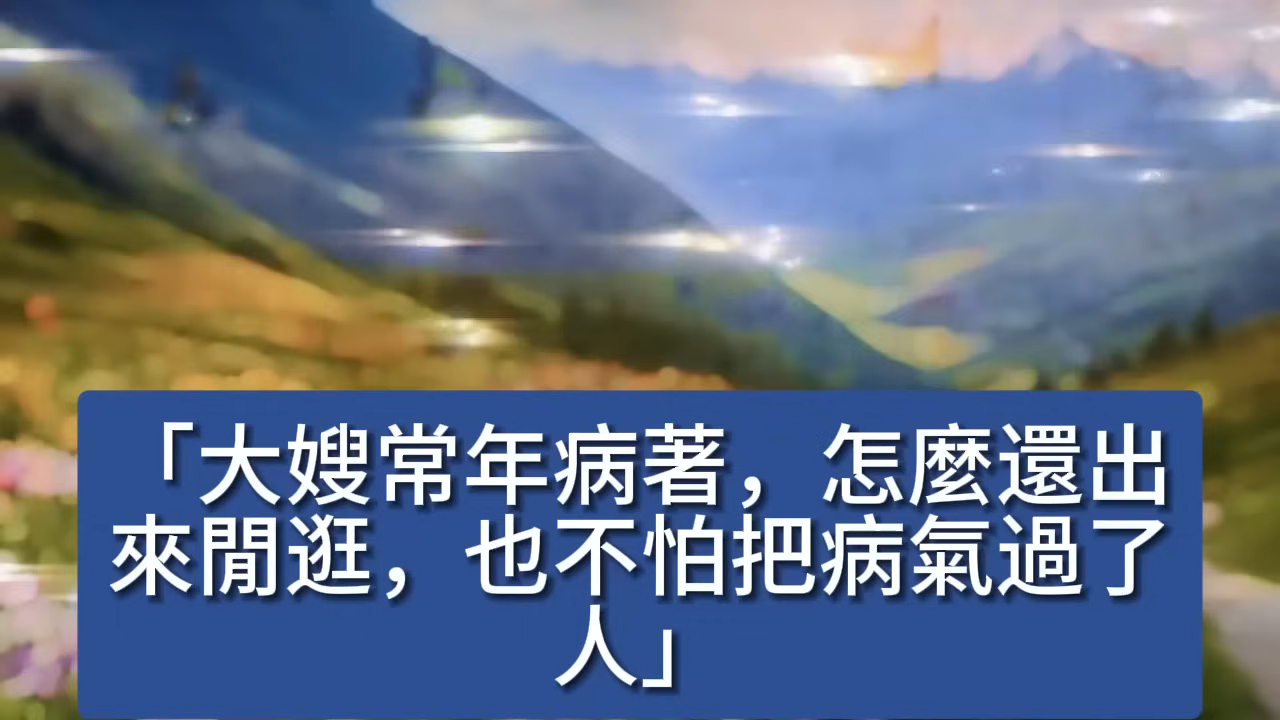 「大嫂常年病著，怎麼還出
來閒逛，也不怕把病氣過了
人」